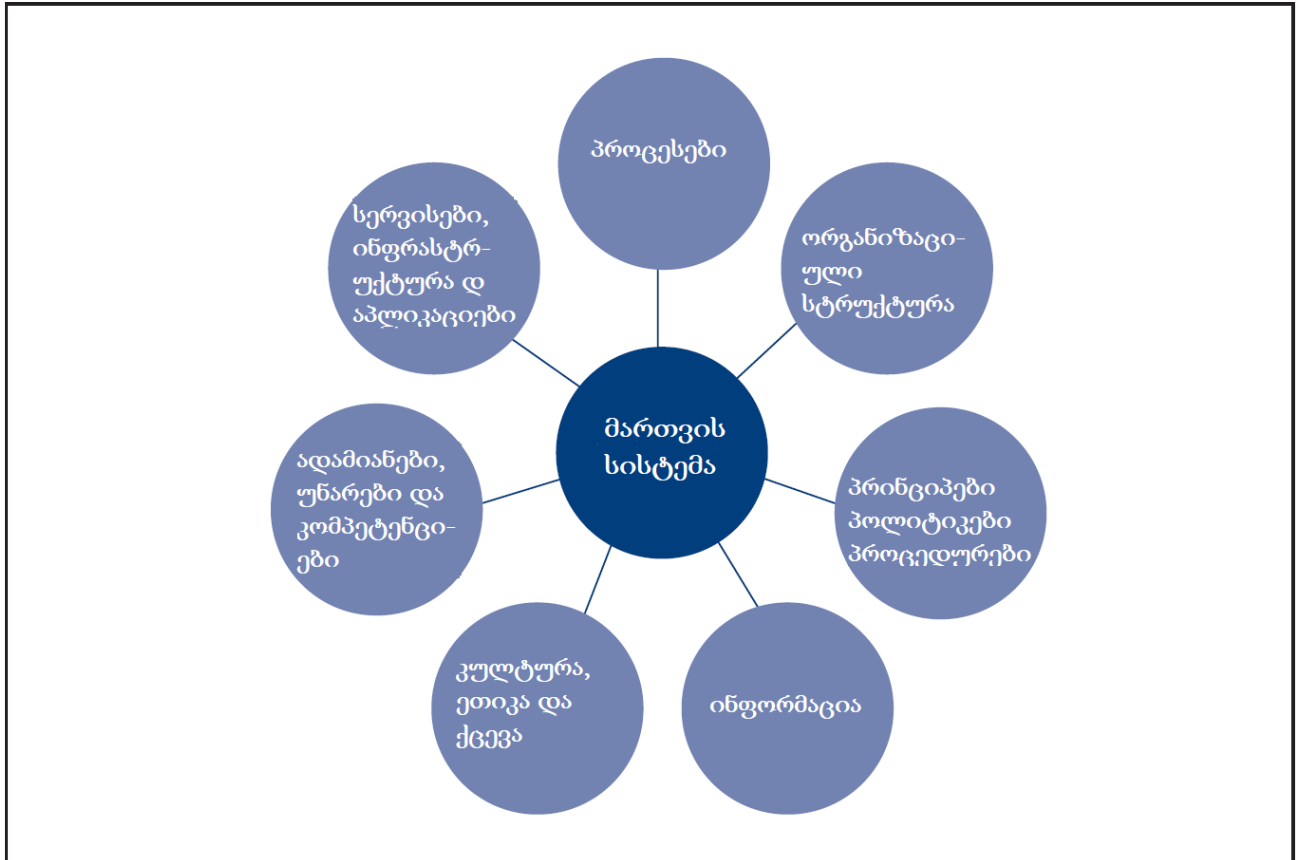 პროცესები
ორგანიზაცი-
ული
სტრუქტურა
პრინციპები
პოლიტიკები
პროცედურები
ინფორმაცია
კულტურა,
ეთიკა და
ქცევა
ადამიანები,
უნარები და
კომპეტენცი-
ები
სერვისები,
ინფრასტრ-
უქტურა დ
აპლიკაციები
მართვის
სისტემა